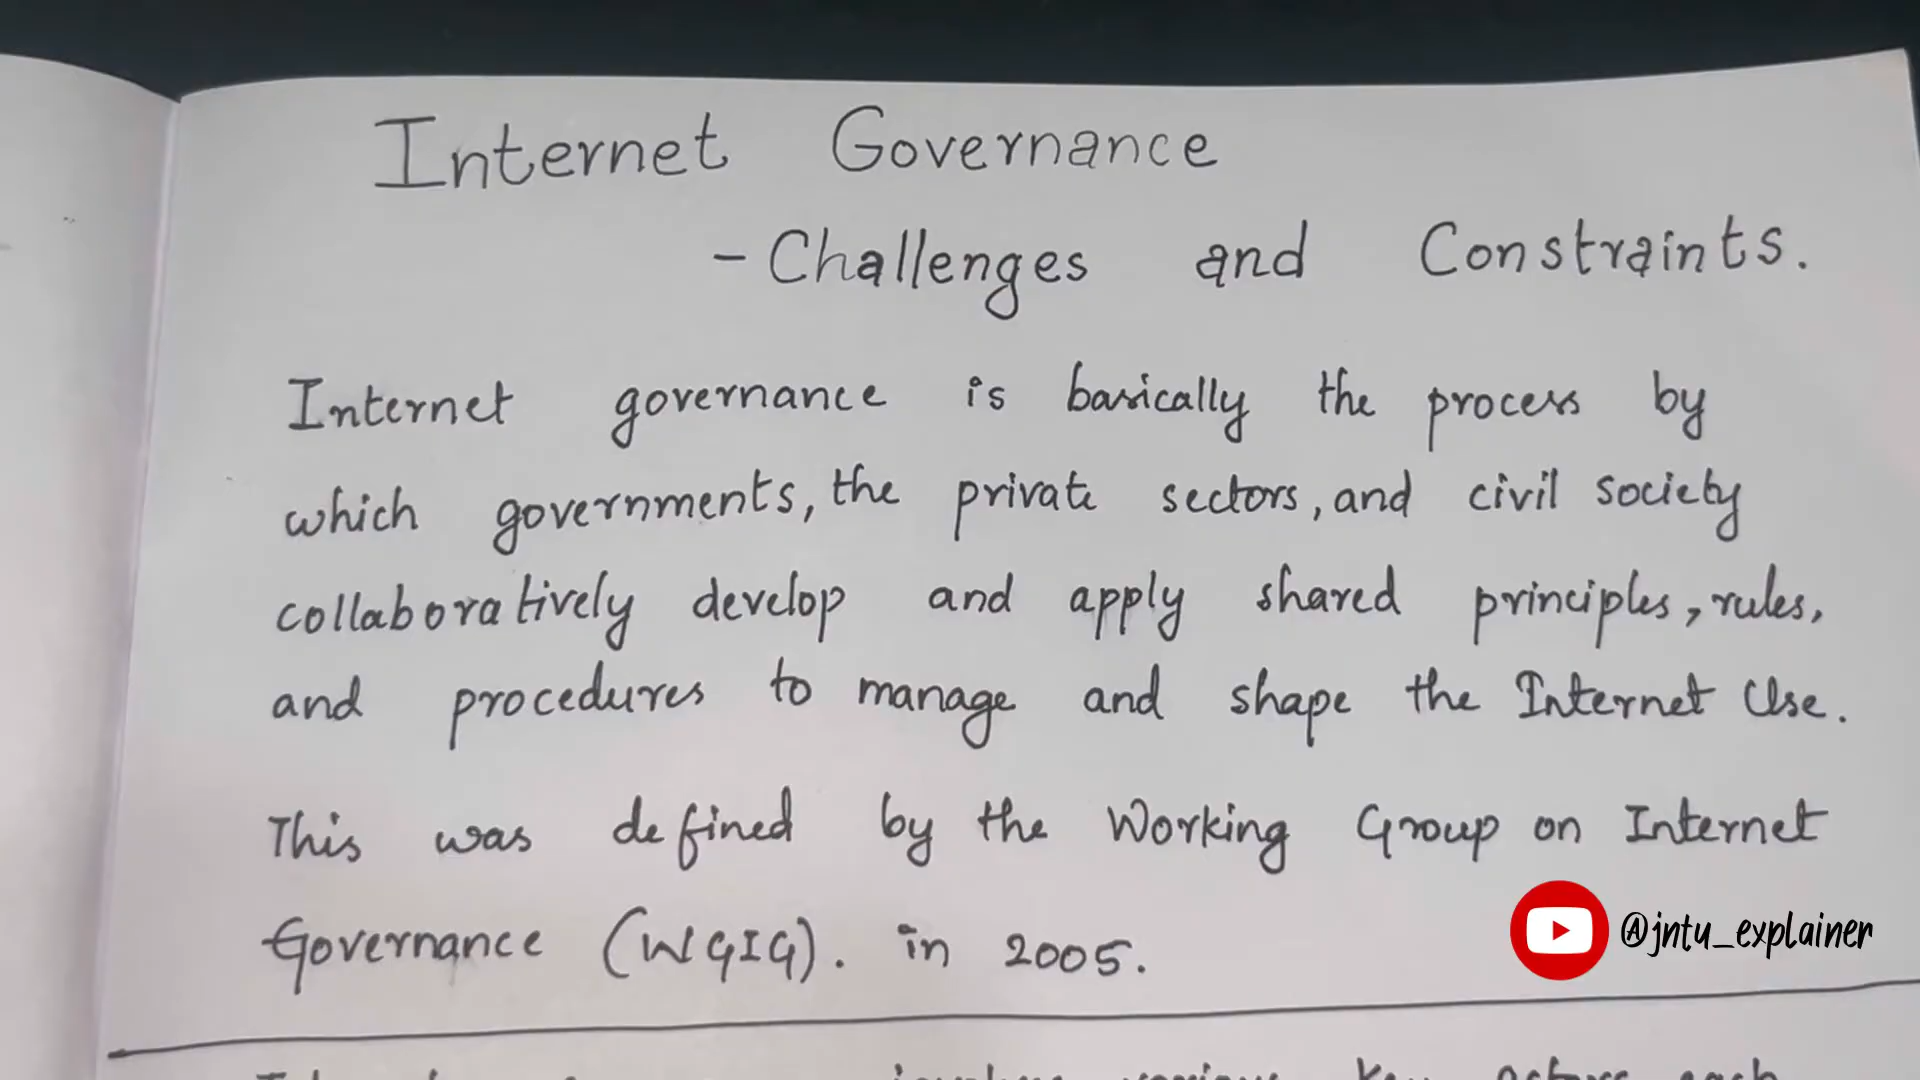 Internet Governance
- Challenges and Constraints.
Internet governance is basically the process by
which governments, the private sectors, and civil society
collaboratively develop and apply shared principles, rules,
and procedures to manage and shape the Internet Use.
This was defined by the Working Group on Internet
Governance (WGIG). in 2005.
@jntu_explainer